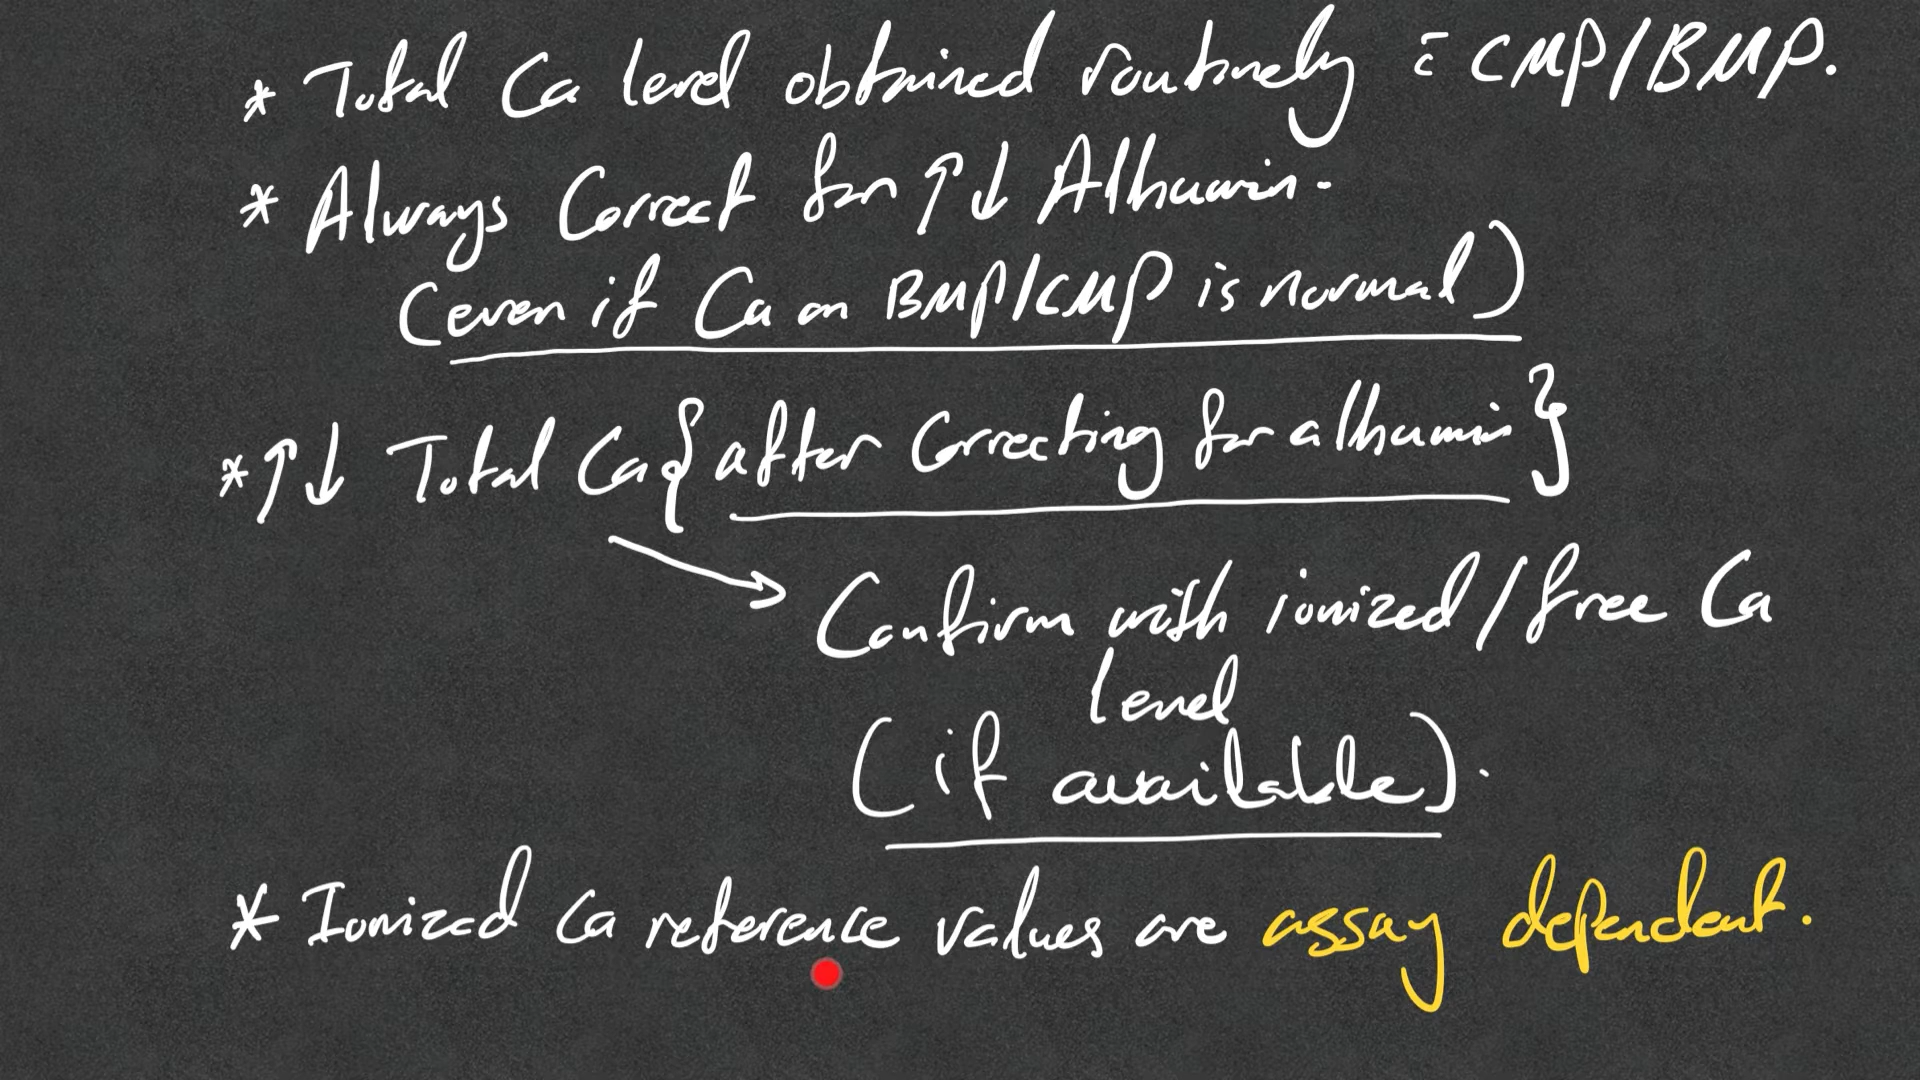 * Total Ca level obtained routinely c̄ CMP/BMP.
* Always Correct for ↑↓ Albumin.
(even if Ca on BMP/CMP is normal)
* ↑↓ Total Ca {after Correcting for albumin}
→ Confirm with ionized/free Ca
level
(if available).
* Ionized Ca reference values are assay dependent.